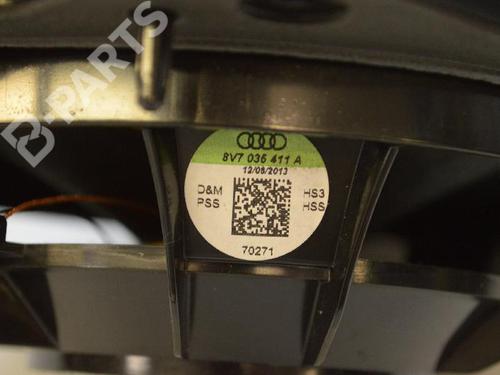 B-PARTS
8V7 035 411 A
12/08/2013
D&M HS3
PSS HSS
70271